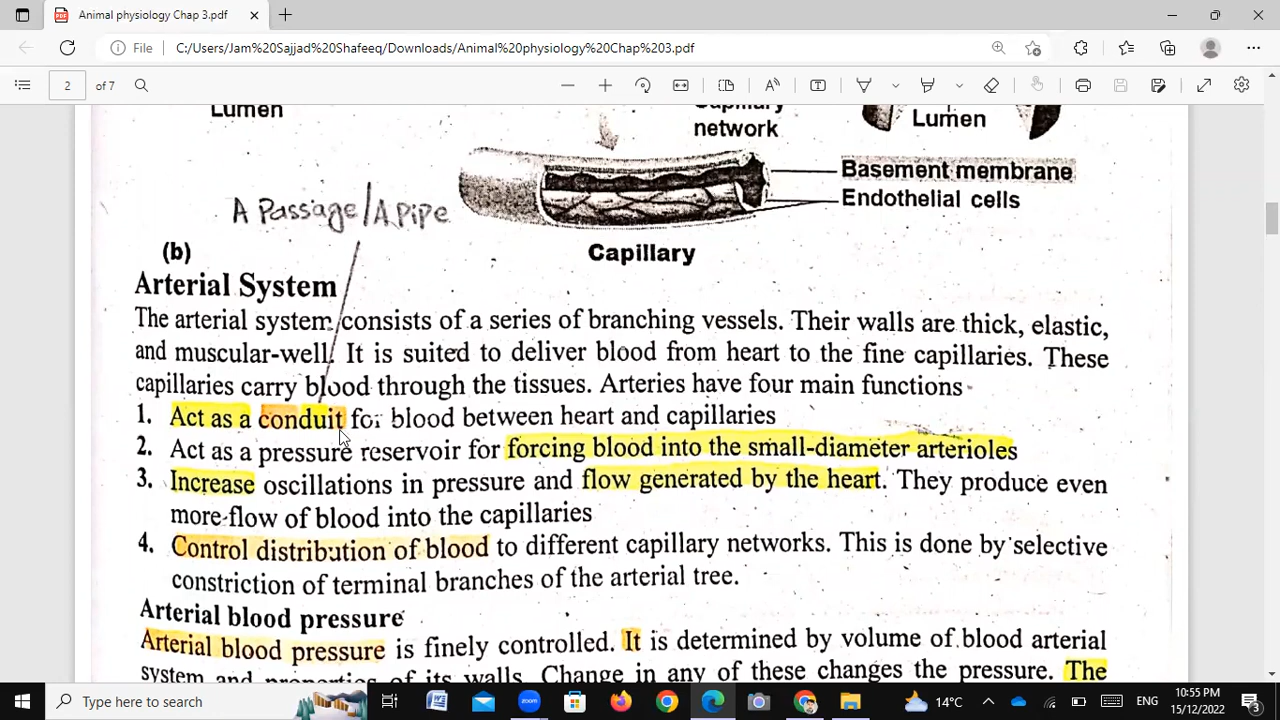 Animal physiology Chap 3.pdf
File
C:/Users/Jam%20Sajjad%20Shafeeq/Downloads/Animal%20physiology%20Chap%203.pdf
2 of 7
Lumen
Capillary
network
Lumen
Basement membrane
Endothelial cells
A Passage/A pipe
Capillary
(b)
Arterial System
The arterial system consists of a series of branching vessels. Their walls are thick, elastic,
and muscular-well. It is suited to deliver blood from heart to the fine capillaries. These
capillaries carry blood through the tissues. Arteries have four main functions
1. Act as a conduit for blood between heart and capillaries
2. Act as a pressure reservoir for forcing blood into the small-diameter arterioles
3. Increase oscillations in pressure and flow generated by the heart. They produce even
more-flow of blood into the capillaries
4. Control distribution of blood to different capillary networks. This is done by selective
constriction of terminal branches of the arterial tree.
Arterial blood pressure
Arterial blood pressure is finely controlled. It is determined by volume of blood arterial
system and properties of its walls. Change in any of these changes the pressure. The
Type here to search
zoom
14°C
ENG
10:55 PM
15/12/2022
3